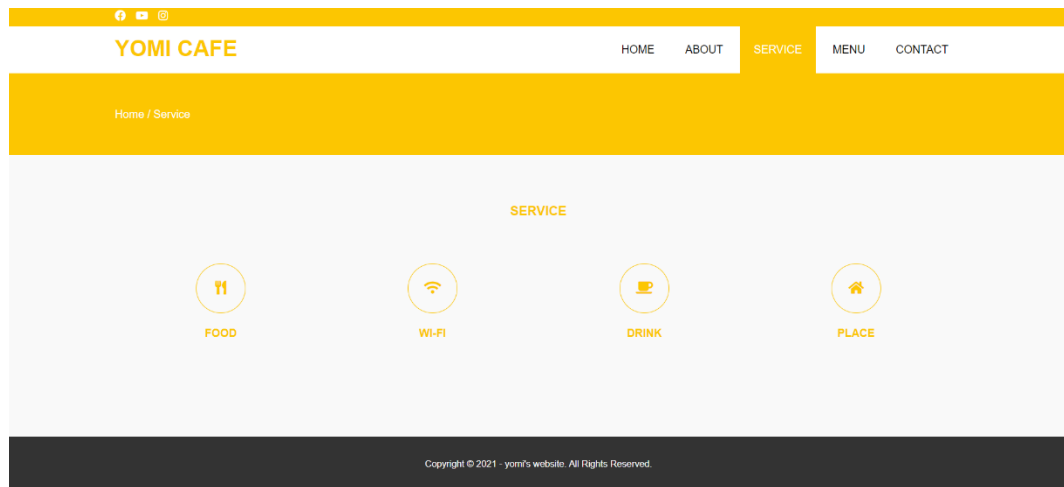 YOMI CAFE
HOME ABOUT SERVICE MENU CONTACT
Home / Service
SERVICE
FOOD WI-FI DRINK PLACE
Copyright © 2021 - yomi's website. All Rights Reserved.